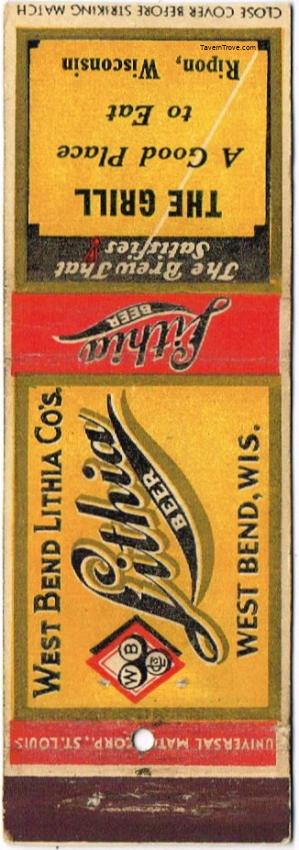 CLOSE COVER BEFORE STRIKING MATCH
TavernTrove.com
THE GRILL
A Good Place
to Eat
Ripon, Wisconsin
The Brew That
Satisfies
Lithia
BEER
WEST BEND LITHIA CO'S.
Lithia
BEER
WEST BEND, WIS.
W B
UNIVERSAL MATCH CORP., ST. LOUIS